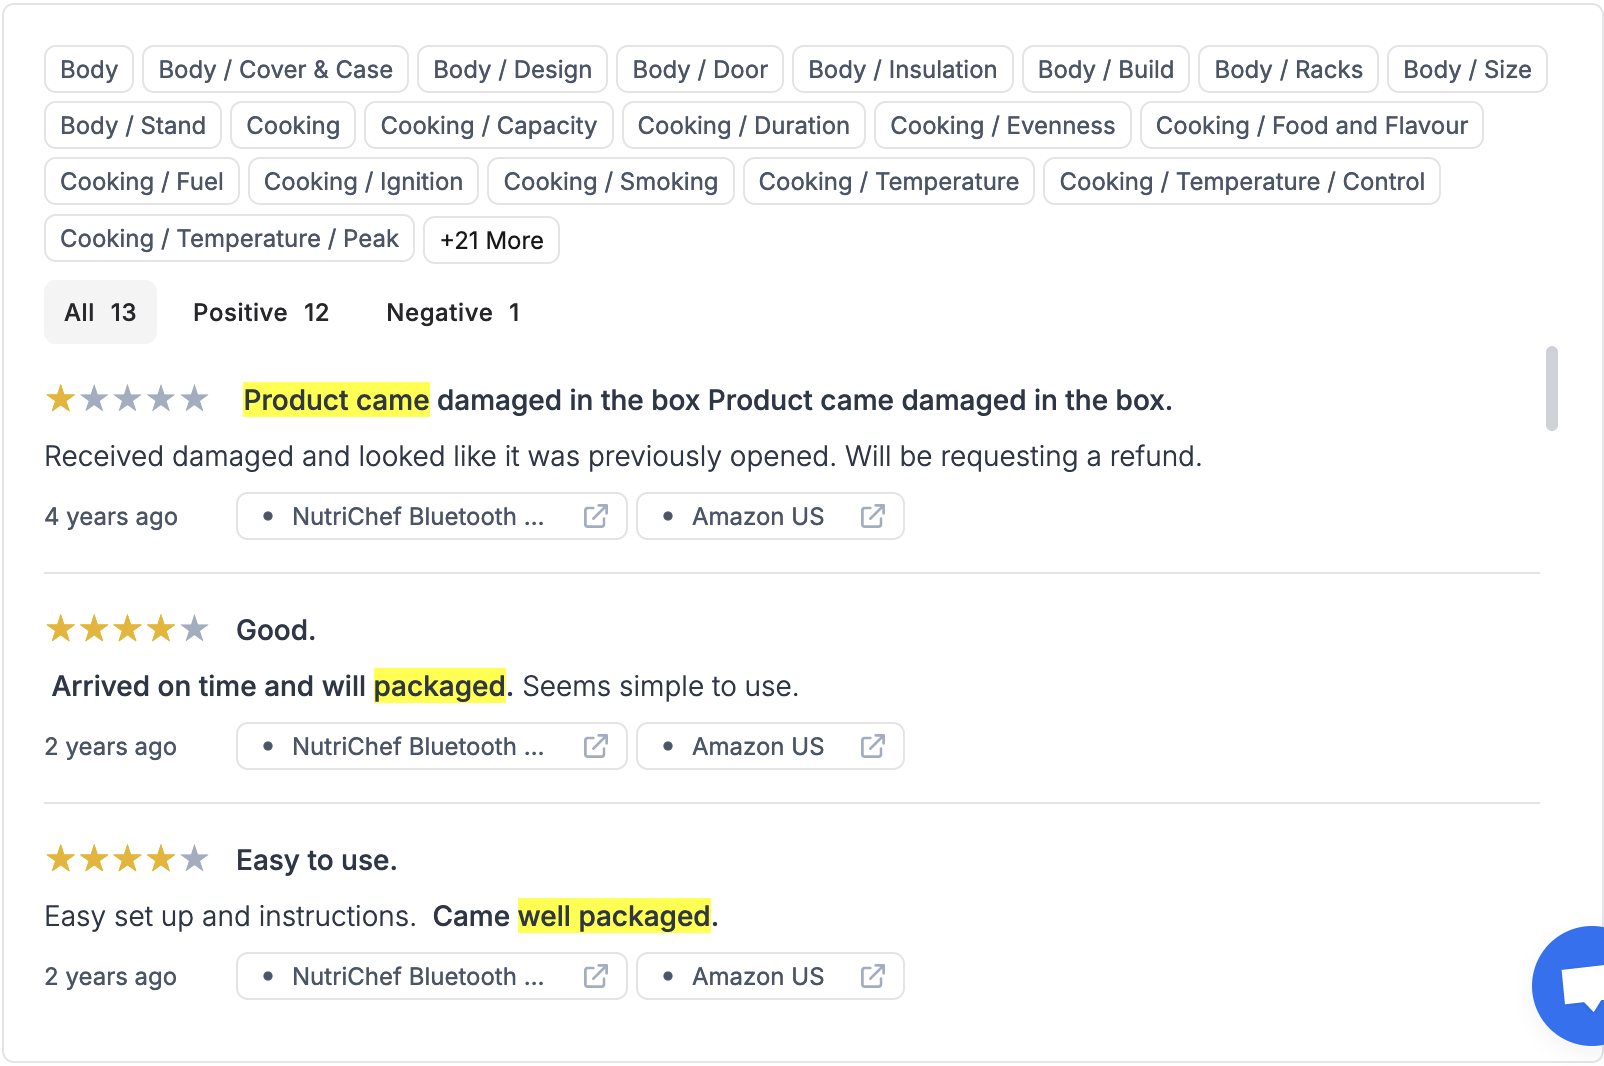 Body Body / Cover & Case Body / Design Body / Door Body / Insulation Body / Build Body / Racks Body / Size
Body / Stand Cooking Cooking / Capacity Cooking / Duration Cooking / Evenness Cooking / Food and Flavour
Cooking / Fuel Cooking / Ignition Cooking / Smoking Cooking / Temperature Cooking / Temperature / Control
Cooking / Temperature / Peak +21 More
All 13 Positive 12 Negative 1
Product came damaged in the box Product came damaged in the box.
Received damaged and looked like it was previously opened. Will be requesting a refund.
4 years ago • NutriChef Bluetooth ... • Amazon US
Good.
Arrived on time and will packaged. Seems simple to use.
2 years ago • NutriChef Bluetooth ... • Amazon US
Easy to use.
Easy set up and instructions. Came well packaged.
2 years ago • NutriChef Bluetooth ... • Amazon US